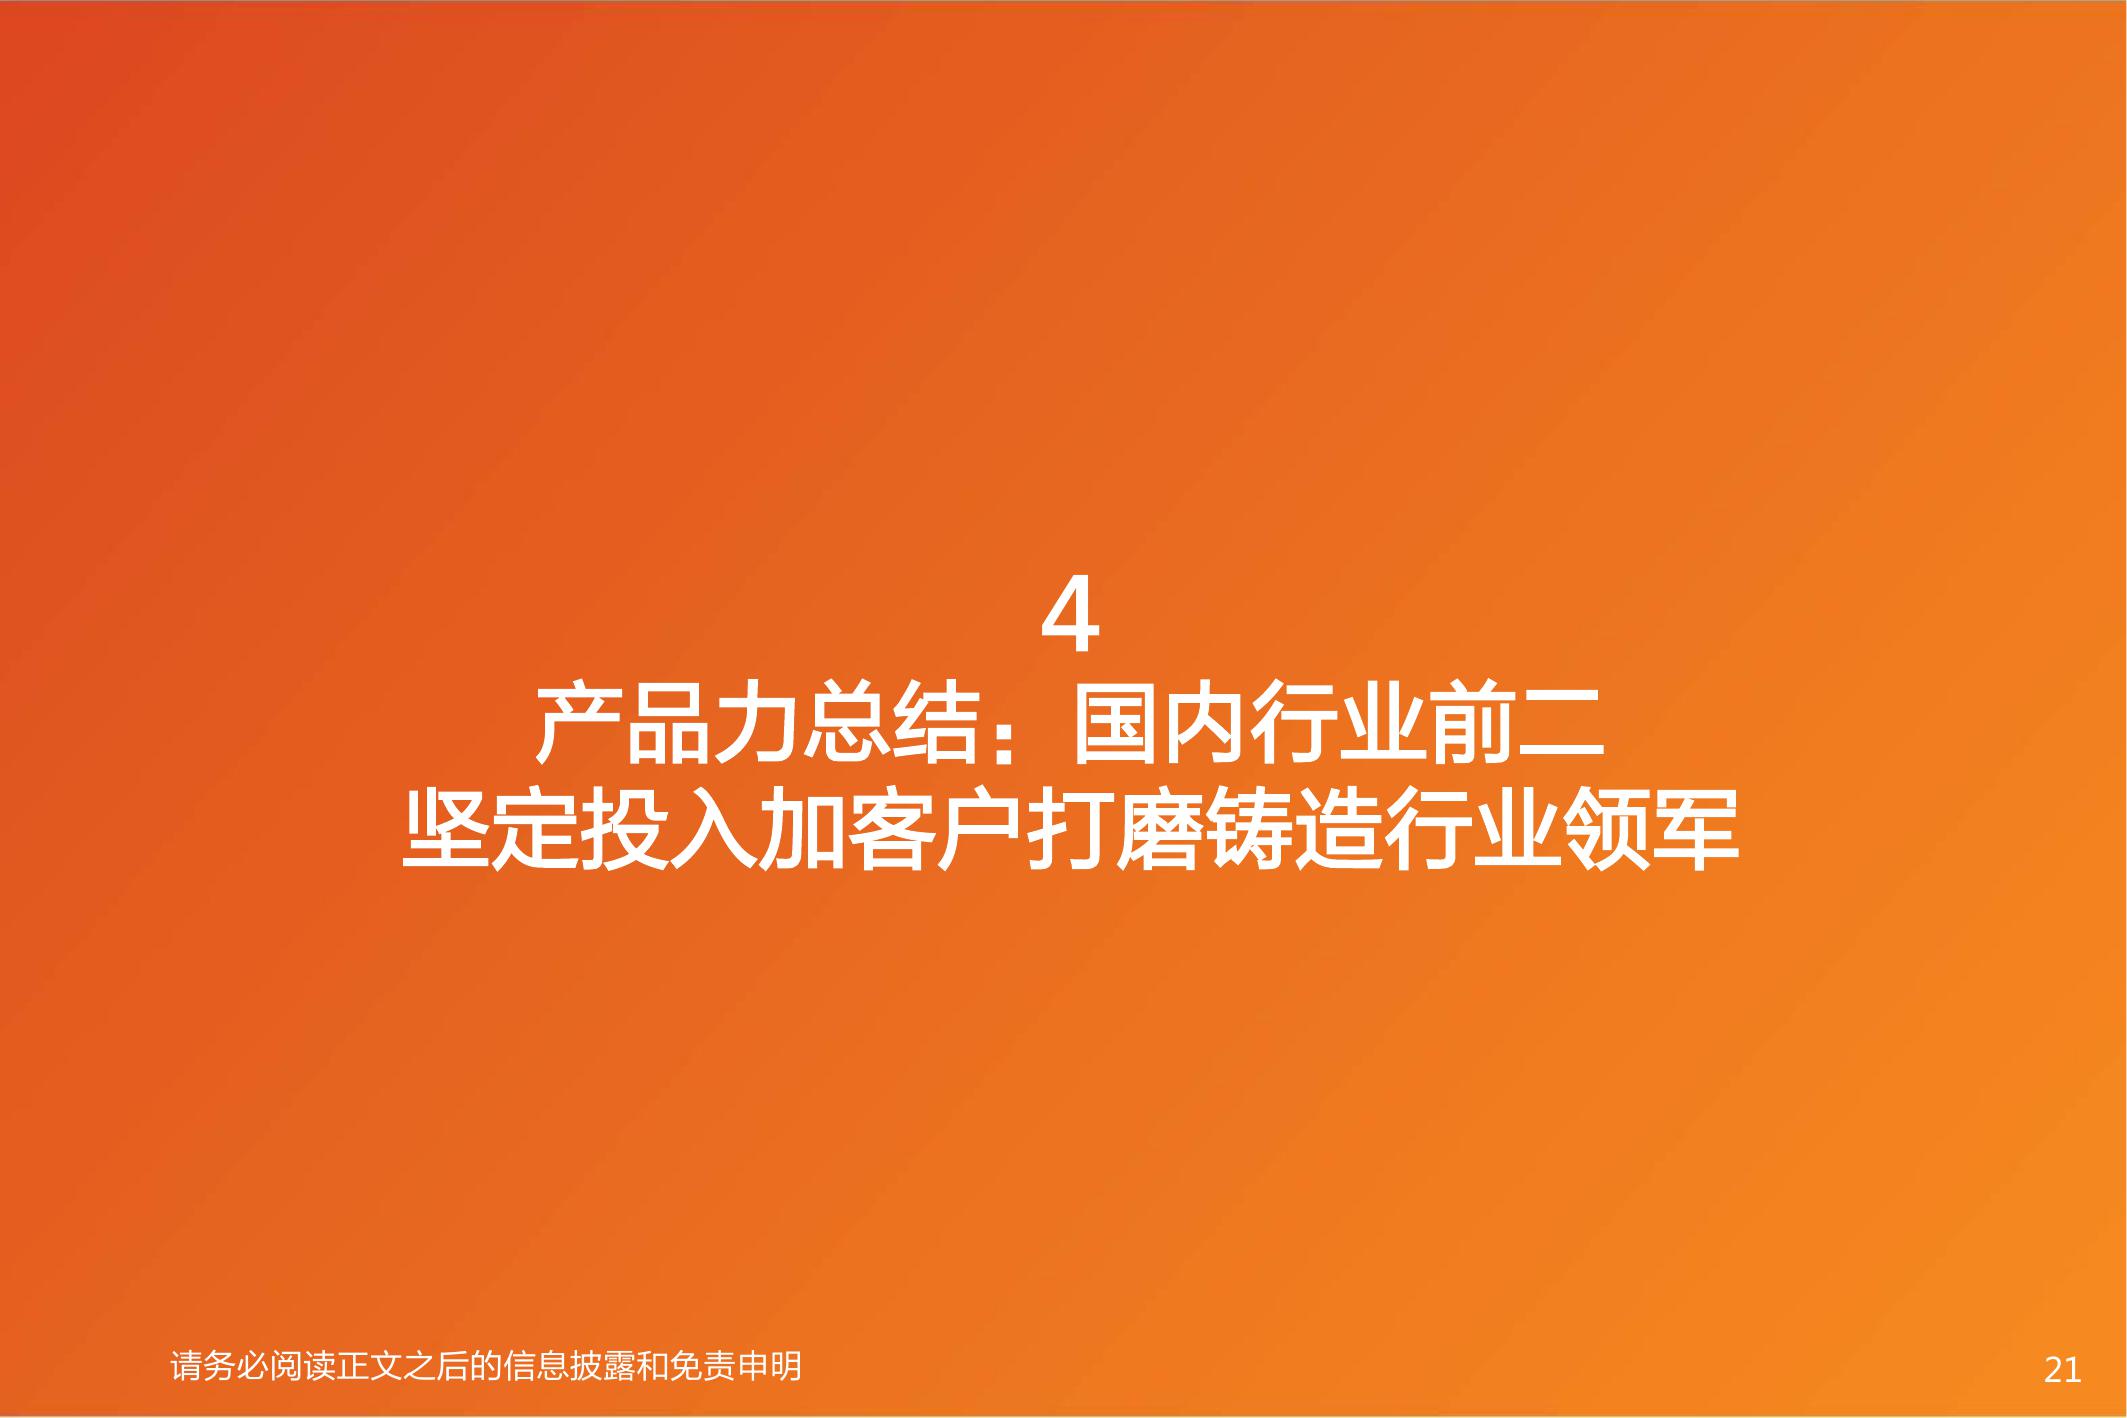 4
产品力总结：国内行业前二
坚定投入加客户打磨铸造行业领军
请务必阅读正文之后的信息披露和免责申明
21